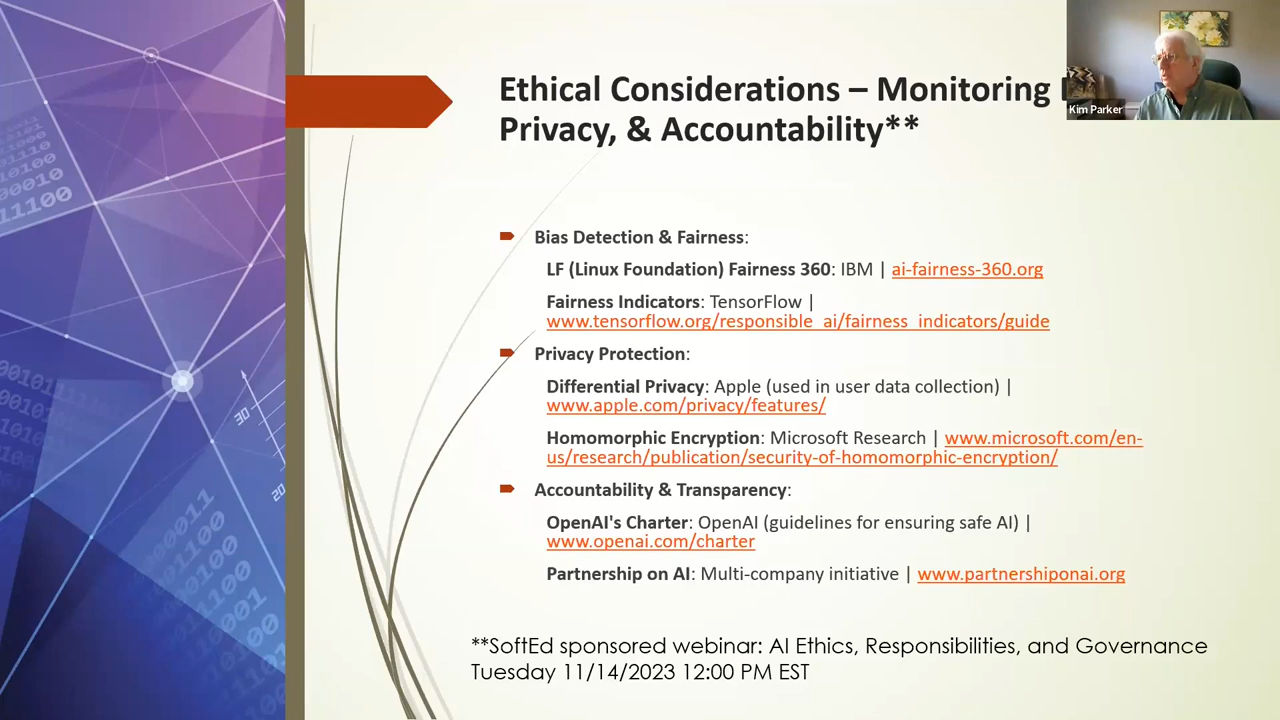 Ethical Considerations – Monitoring
Privacy, & Accountability**
Kim Parker
Bias Detection & Fairness:
LF (Linux Foundation) Fairness 360: IBM | ai-fairness-360.org
Fairness Indicators: TensorFlow |
www.tensorflow.org/responsible_ai/fairness_indicators/guide
Privacy Protection:
Differential Privacy: Apple (used in user data collection) |
www.apple.com/privacy/features/
Homomorphic Encryption: Microsoft Research | www.microsoft.com/en-
us/research/publication/security-of-homomorphic-encryption/
Accountability & Transparency:
OpenAI's Charter: OpenAI (guidelines for ensuring safe AI) |
www.openai.com/charter
Partnership on AI: Multi-company initiative | www.partnershiponai.org
**SoftEd sponsored webinar: AI Ethics, Responsibilities, and Governance
Tuesday 11/14/2023 12:00 PM EST
30
20